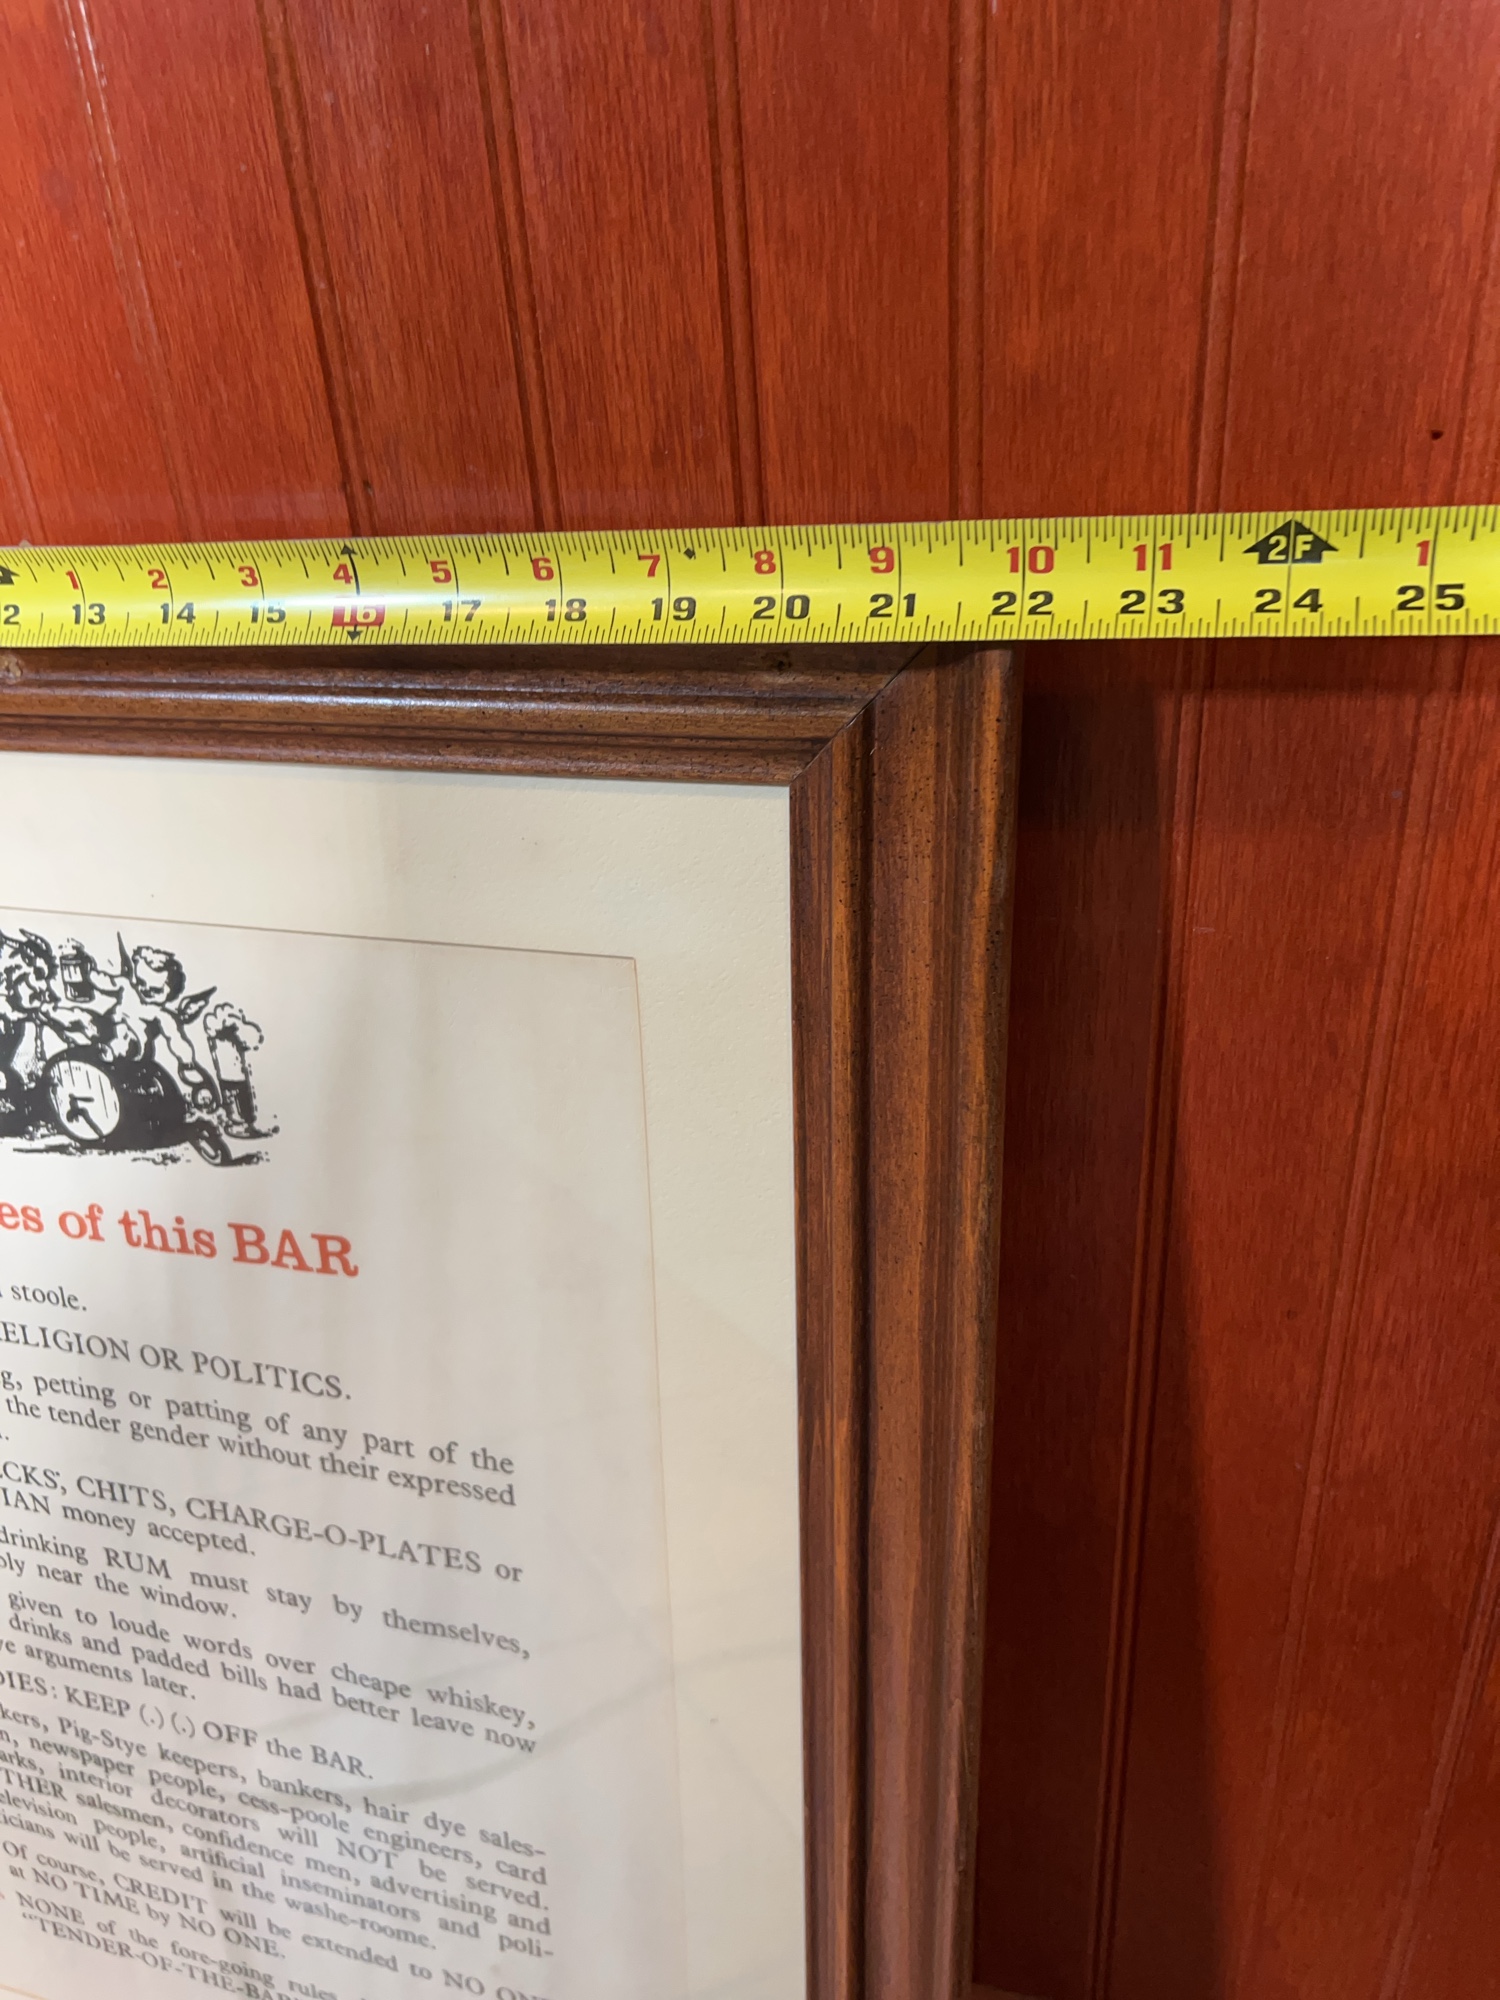 1 2 3 4 5 6 7 8 9 10 11 2F 1
2 13 14 15 16 17 18 19 20 21 22 23 24 25
es of this BAR
stoole.
ELIGION OR POLITICS.
g, petting or patting of any part of the
the tender gender without their expressed
CKS, CHITS, CHARGE-O-PLATES or
IAN money accepted.
drinking RUM must stay by themselves,
bly near the window.
given to loude words over cheape whiskey,
drinks and padded bills had better leave now
ve arguments later.
DIES: KEEP (.) (.) OFF the BAR.
kers, Pig-Stye keepers, bankers, hair dye sales-
n, newspaper people, cess-poole engineers, card
arks, interior decorators will NOT be served.
THER salesmen, confidence men, advertising and
elevision people, artificial inseminators and poli-
icians will be served in the washe-roome.
Of course, CREDIT will be extended to NO ONE
at NO TIME by NO ONE.
NONE of the fore-going rules
"TENDER-OF-THE-BAR